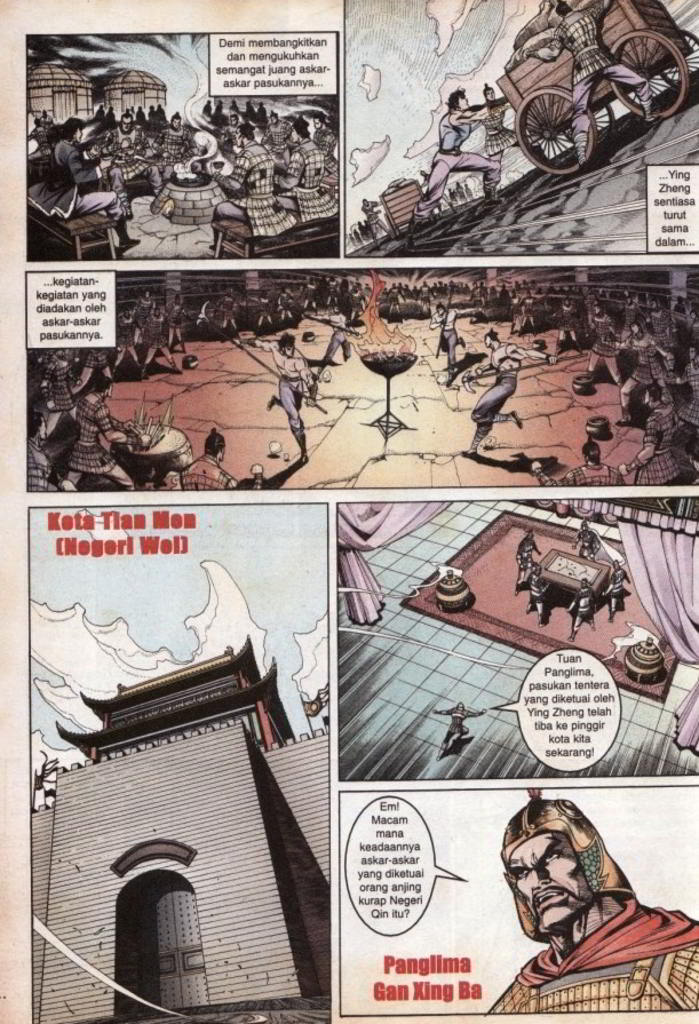 Demi membangkitkan
dan mengukuhkan
semangat juang askar-
askar pasukannya...
...Ying
Zheng
sentiasa
turut
sama
dalam...
...kegiatan-
kegiatan yang
diadakan oleh
askar-askar
pasukannya.
Kota Tian Men
(Negeri Wei)
Tuan
Panglima,
pasukan tentera
yang diketuai oleh
Ying Zheng telah
tiba ke pinggir
kota kita
sekarang!
Em!
Macam
mana
keadaannya
askar-askar
yang diketuai
orang anjing
kurap Negeri
Qin itu?
Panglima
Gan Xing Ba